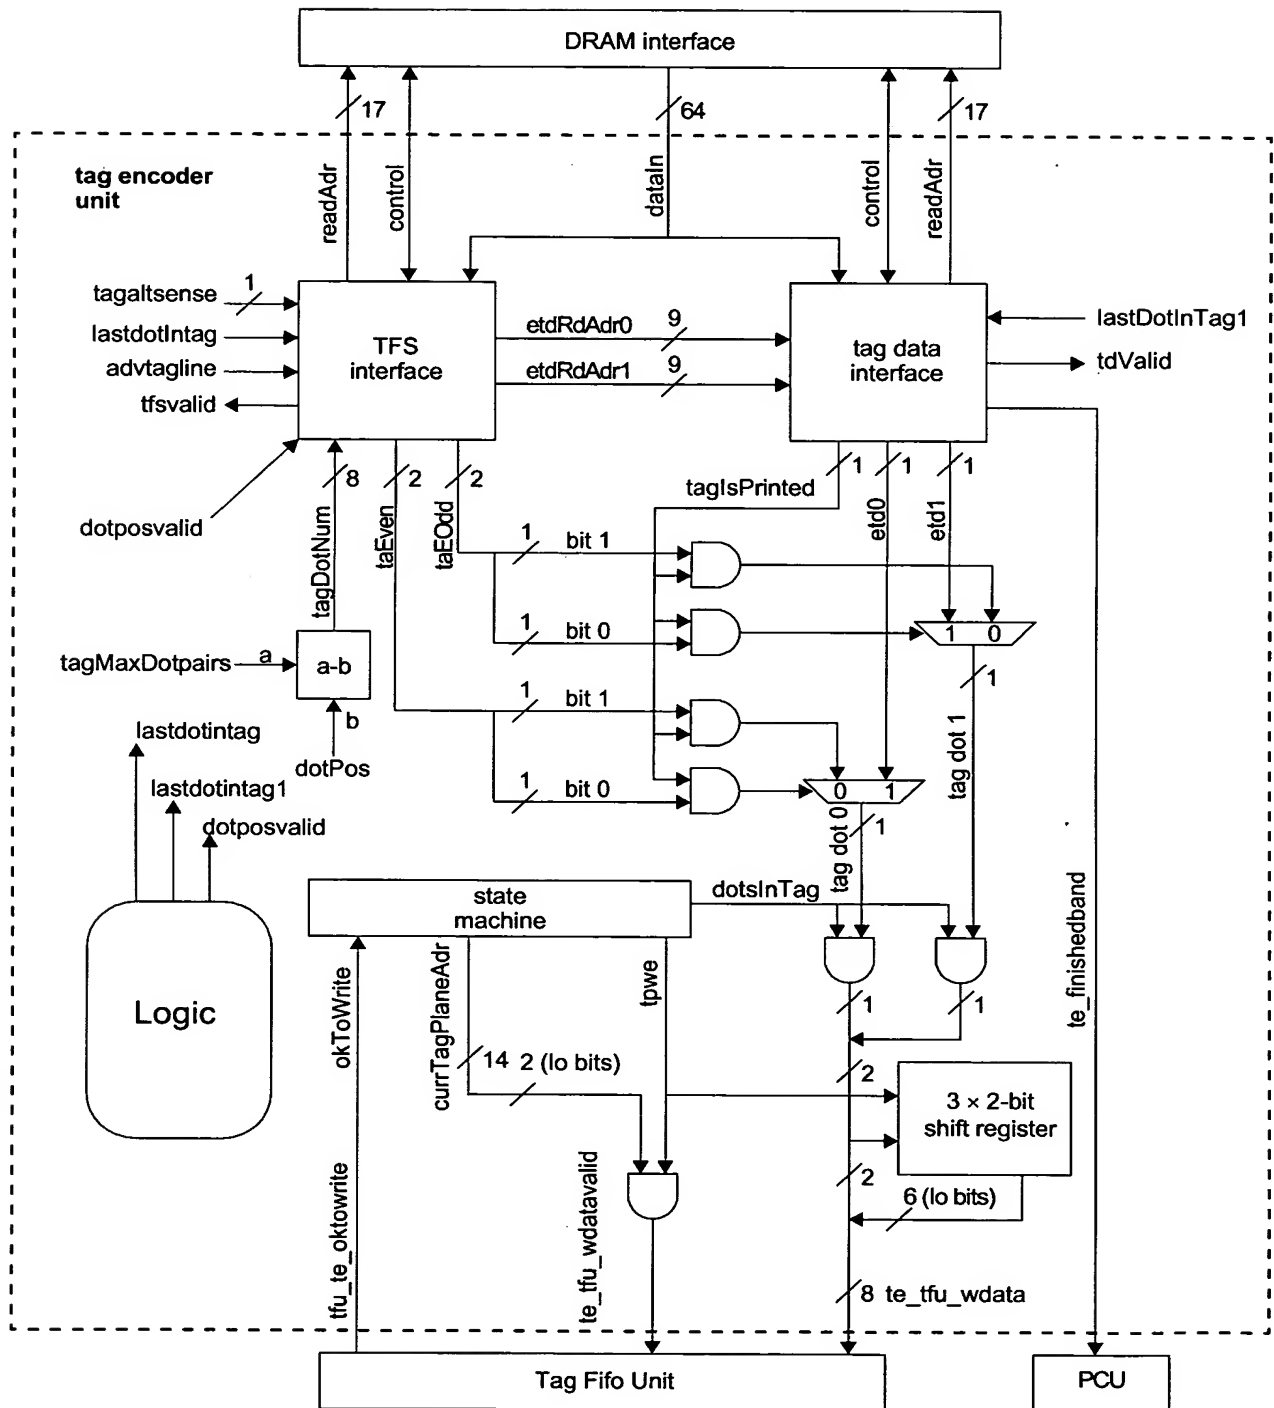 DRAM interface
17
64
17
tag encoder
unit
readAdr
control
dataIn
control
readAdr
tagaltsense
1
lastdotIntag
advtagline
tfsvalid
TFS
interface
etdRdAdr0
9
etdRdAdr1
9
tag data
interface
lastDotInTag1
tdValid
dotposvalid
8
2
2
tagIsPrinted
1
1
1
tagDotNum
taEven
taEOdd
etd0
etd1
1
bit 1
1
bit 0
1
0
1
tagMaxDotpairs
a
a-b
b
dotPos
1
bit 1
1
bit 0
0
1
1
tag dot 1
tag dot 0
lastdotintag
lastdotintag1
dotposvalid
Logic
state
machine
dotsInTag
okToWrite
currTagPlaneAdr
tpwe
1
1
te_finishedband
14
2 (lo bits)
2
3 × 2-bit
shift register
2
6 (lo bits)
tfu_te_oktowrite
te_tfu_wdatavalid
8
te_tfu_wdata
Tag Fifo Unit
PCU